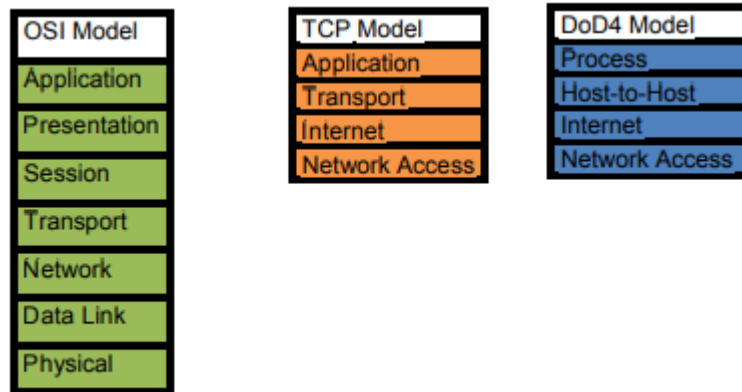 OSI Model
Application
Presentation
Session
Transport
Network
Data Link
Physical
TCP Model
Application
Transport
Internet
Network Access
DoD4 Model
Process
Host-to-Host
Internet
Network Access